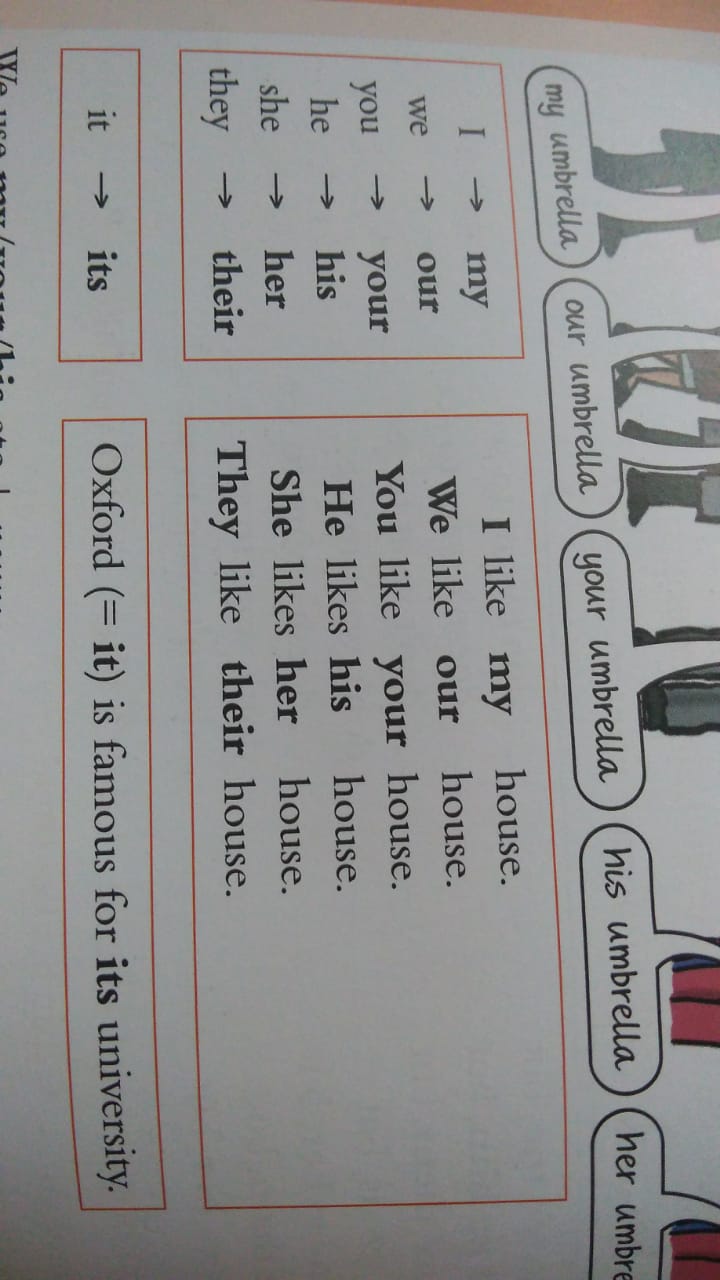 my umbrella
our umbrella
your umbrella
his umbrella
her umbre
I → my
we → our
you → your
he → his
she → her
they → their
I like my house.
We like our house.
You like your house.
He likes his house.
She likes her house.
They like their house.
it → its
Oxford (= it) is famous for its university.
We use my/your/his